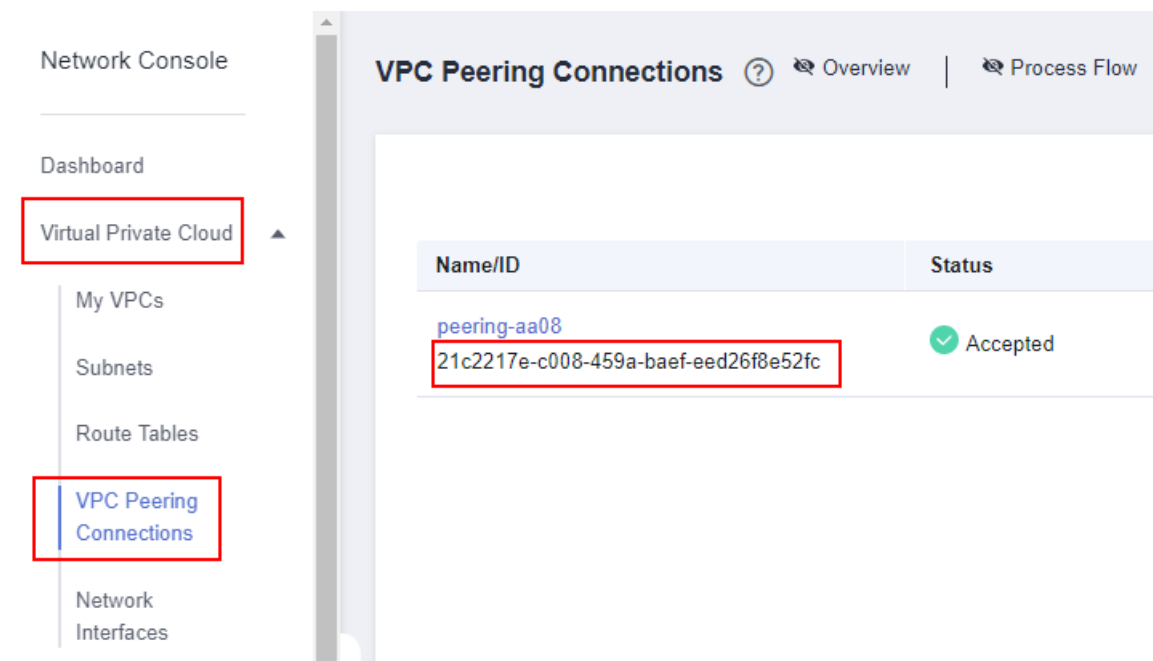 Network Console
Dashboard
Virtual Private Cloud
My VPCs
Subnets
Route Tables
VPC Peering
Connections
Network
Interfaces
VPC Peering Connections ? Overview | Process Flow
Name/ID Status
peering-aa08
21c2217e-c008-459a-baef-eed26f8e52fc
Accepted